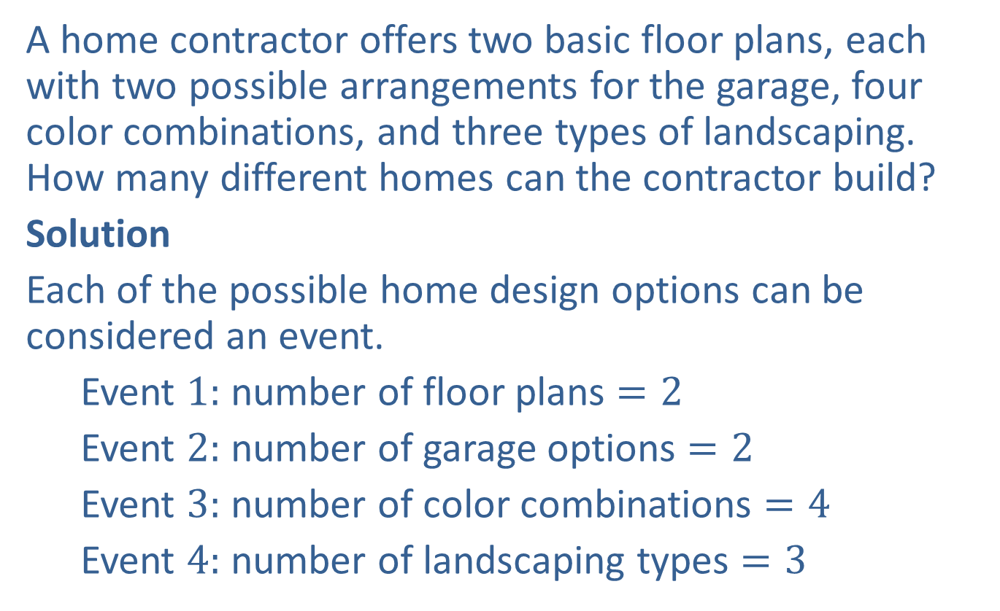 A home contractor offers two basic floor plans, each
with two possible arrangements for the garage, four
color combinations, and three types of landscaping.
How many different homes can the contractor build?
Solution
Each of the possible home design options can be
considered an event.
Event 1: number of floor plans = 2
Event 2: number of garage options = 2
Event 3: number of color combinations = 4
Event 4: number of landscaping types = 3